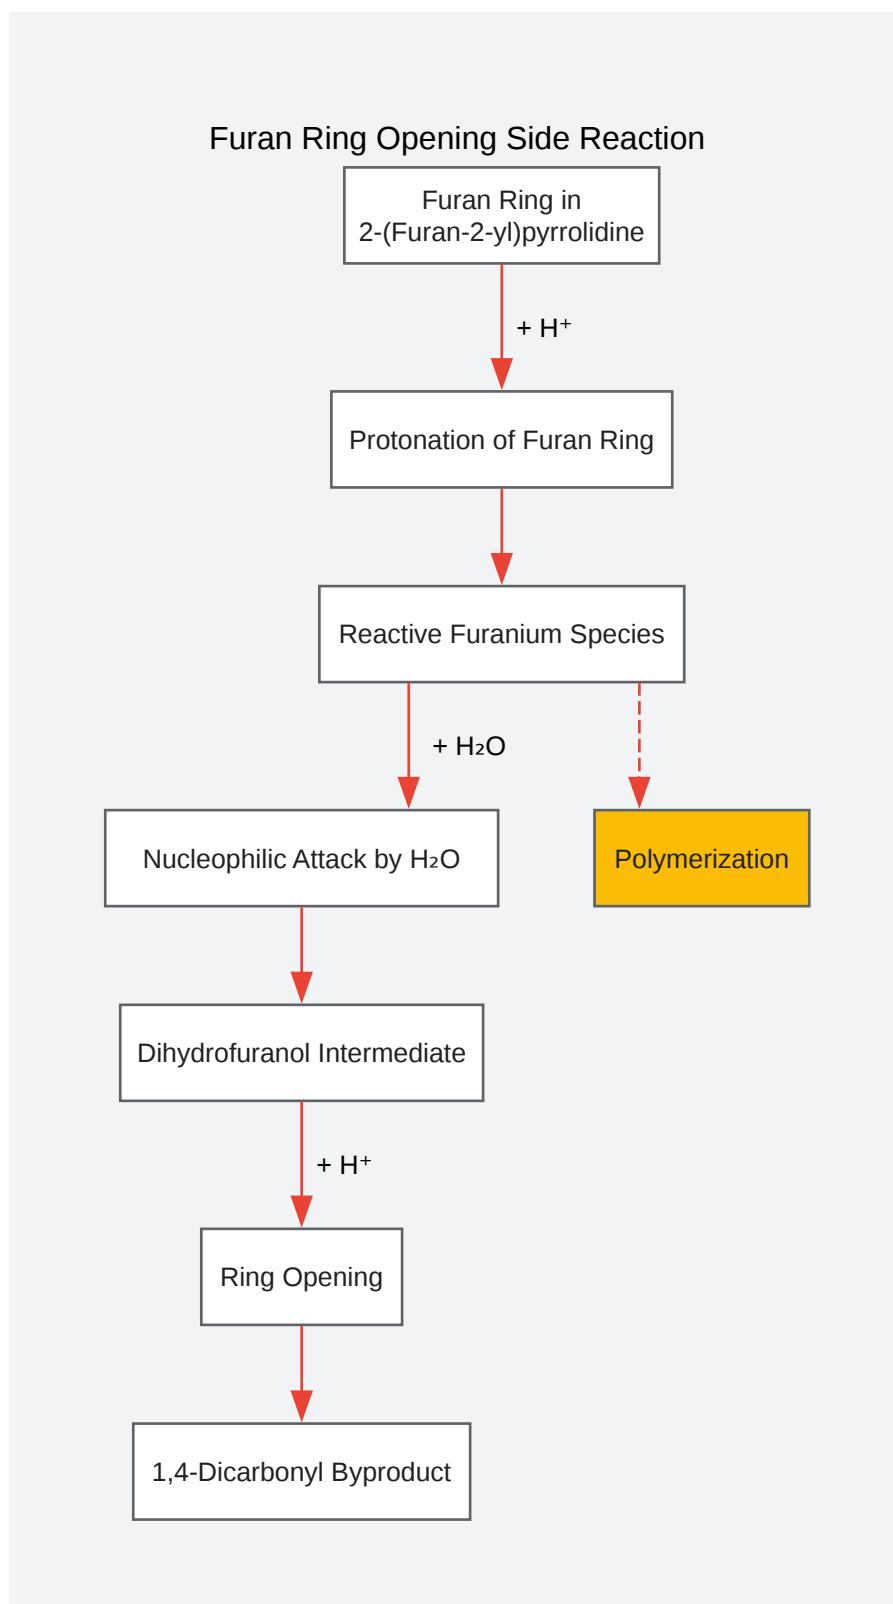 Furan Ring Opening Side Reaction
Furan Ring in
2-(Furan-2-yl)pyrrolidine
+ H⁺
Protonation of Furan Ring
Reactive Furanium Species
+ H₂O
Nucleophilic Attack by H₂O
Polymerization
Dihydrofuranol Intermediate
+ H⁺
Ring Opening
1,4-Dicarbonyl Byproduct